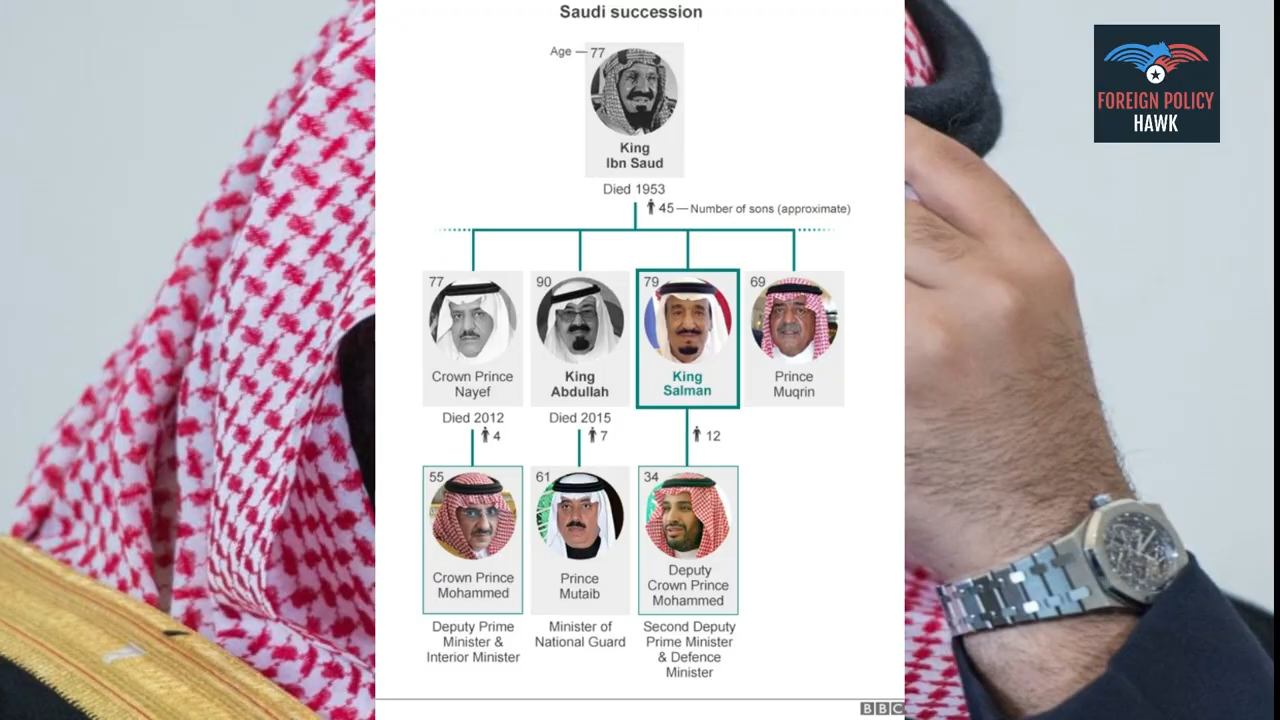 Saudi succession
Age — 77
King
Ibn Saud
Died 1953
45 — Number of sons (approximate)
77
Crown Prince
Nayef
Died 2012
4
90
King
Abdullah
Died 2015
7
79
King
Salman
12
69
Prince
Muqrin
55
Crown Prince
Mohammed
Deputy Prime
Minister &
Interior Minister
61
Prince
Mutaib
Minister of
National Guard
34
Deputy
Crown Prince
Mohammed
Second Deputy
Prime Minister
& Defence
Minister
BBC
FOREIGN POLICY
HAWK